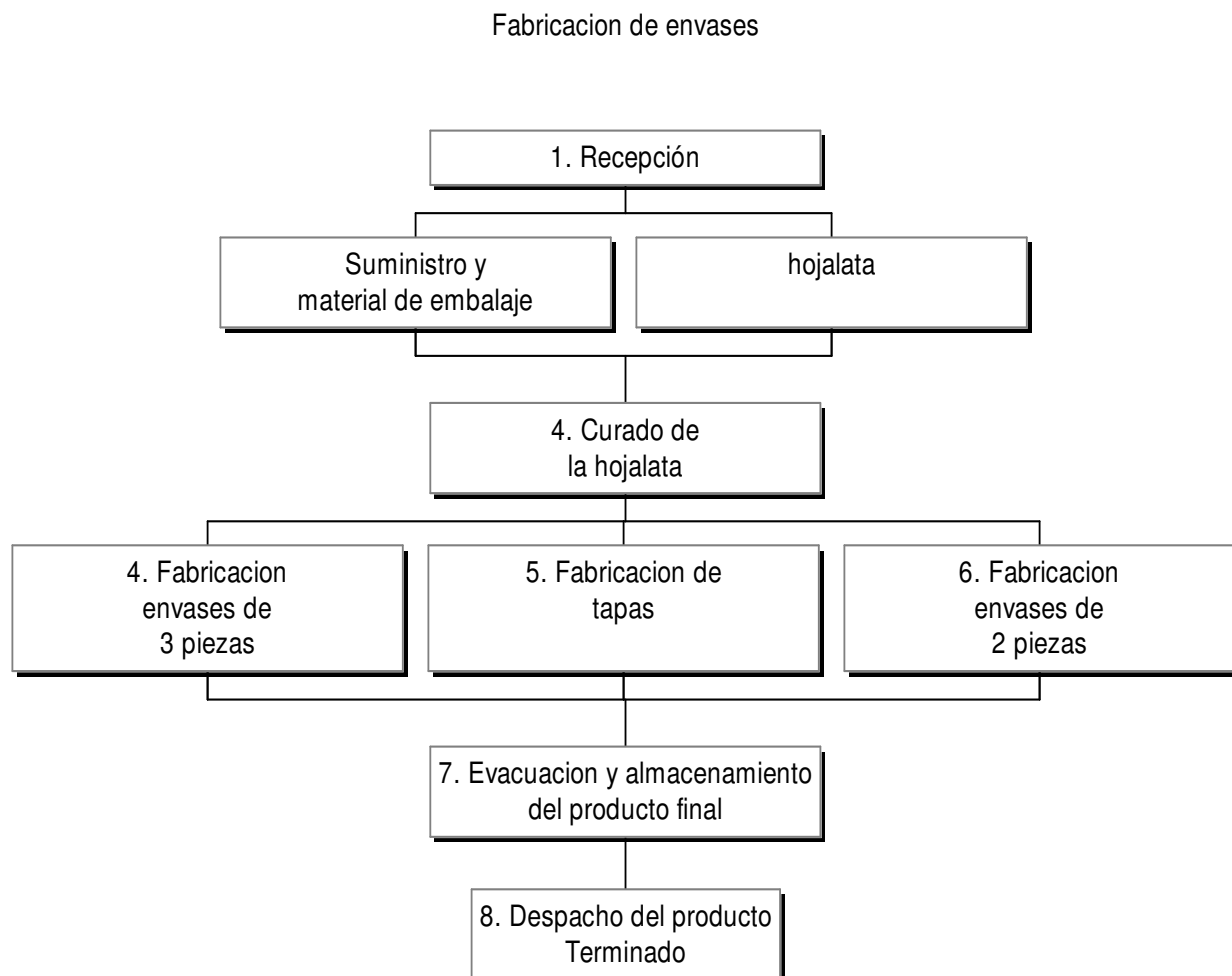 Fabricacion de envases
1. Recepción
Suministro y
material de embalaje
hojalata
4. Curado de
la hojalata
4. Fabricacion
envases de
3 piezas
5. Fabricacion de
tapas
6. Fabricacion
envases de
2 piezas
7. Evacuacion y almacenamiento
del producto final
8. Despacho del producto
Terminado